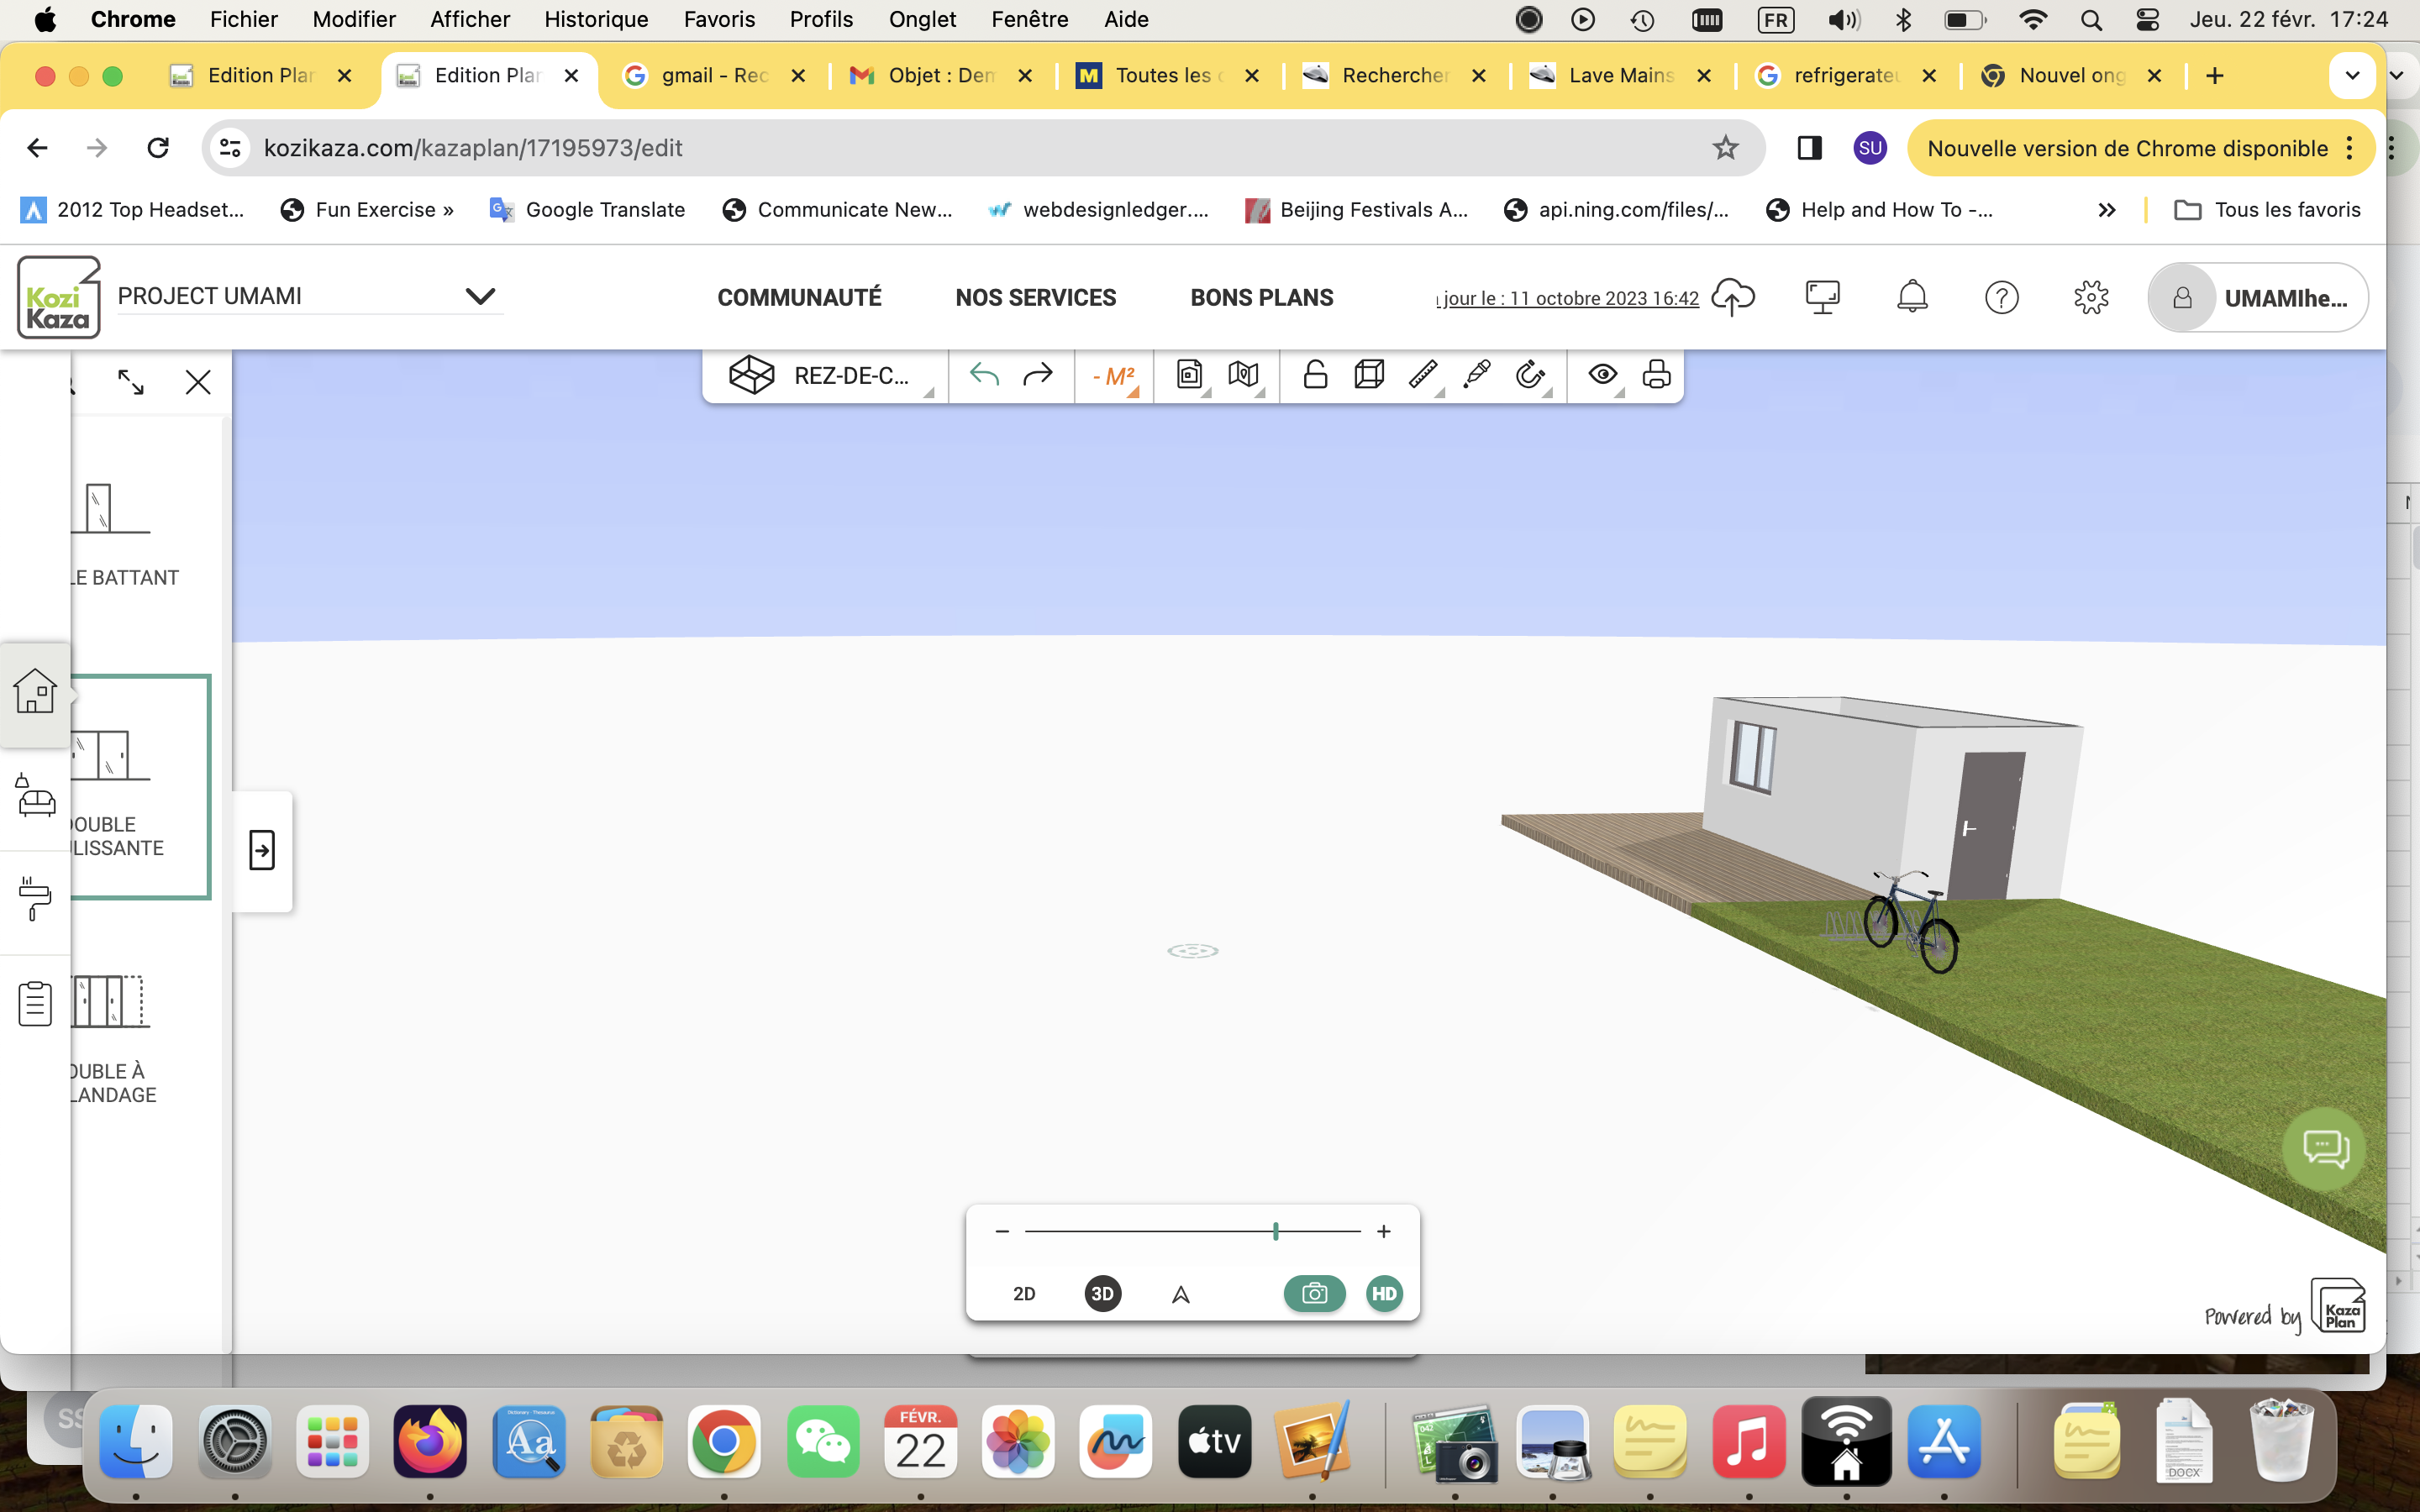 Chrome Fichier Modifier Afficher Historique Favoris Profils Onglet Fenêtre Aide FR Jeu. 22 févr. 17:24
Edition Plan Edition Plan gmail - Rec Objet : Dem Toutes les Rechercher Lave Mains refrigerate Nouvel ong
kozikaza.com/kazaplan/17195973/edit SU Nouvelle version de Chrome disponible
2012 Top Headset... Fun Exercise » Google Translate Communicate New... webdesignledger.... Beijing Festivals A... api.ning.com/files/... Help and How To -... Tous les favoris
Kozi
Kaza
PROJECT UMAMI COMMUNAUTÉ NOS SERVICES BONS PLANS jour le : 11 octobre 2023 16:42 UMAMIhe...
REZ-DE-C... - M²
LE BATTANT
OUBLE
LISSANTE
OUBLE À
LANDAGE
2D 3D HD
Powered by Kaza
Plan
SS
Aa
FÉVR.
22
tv
DOCX